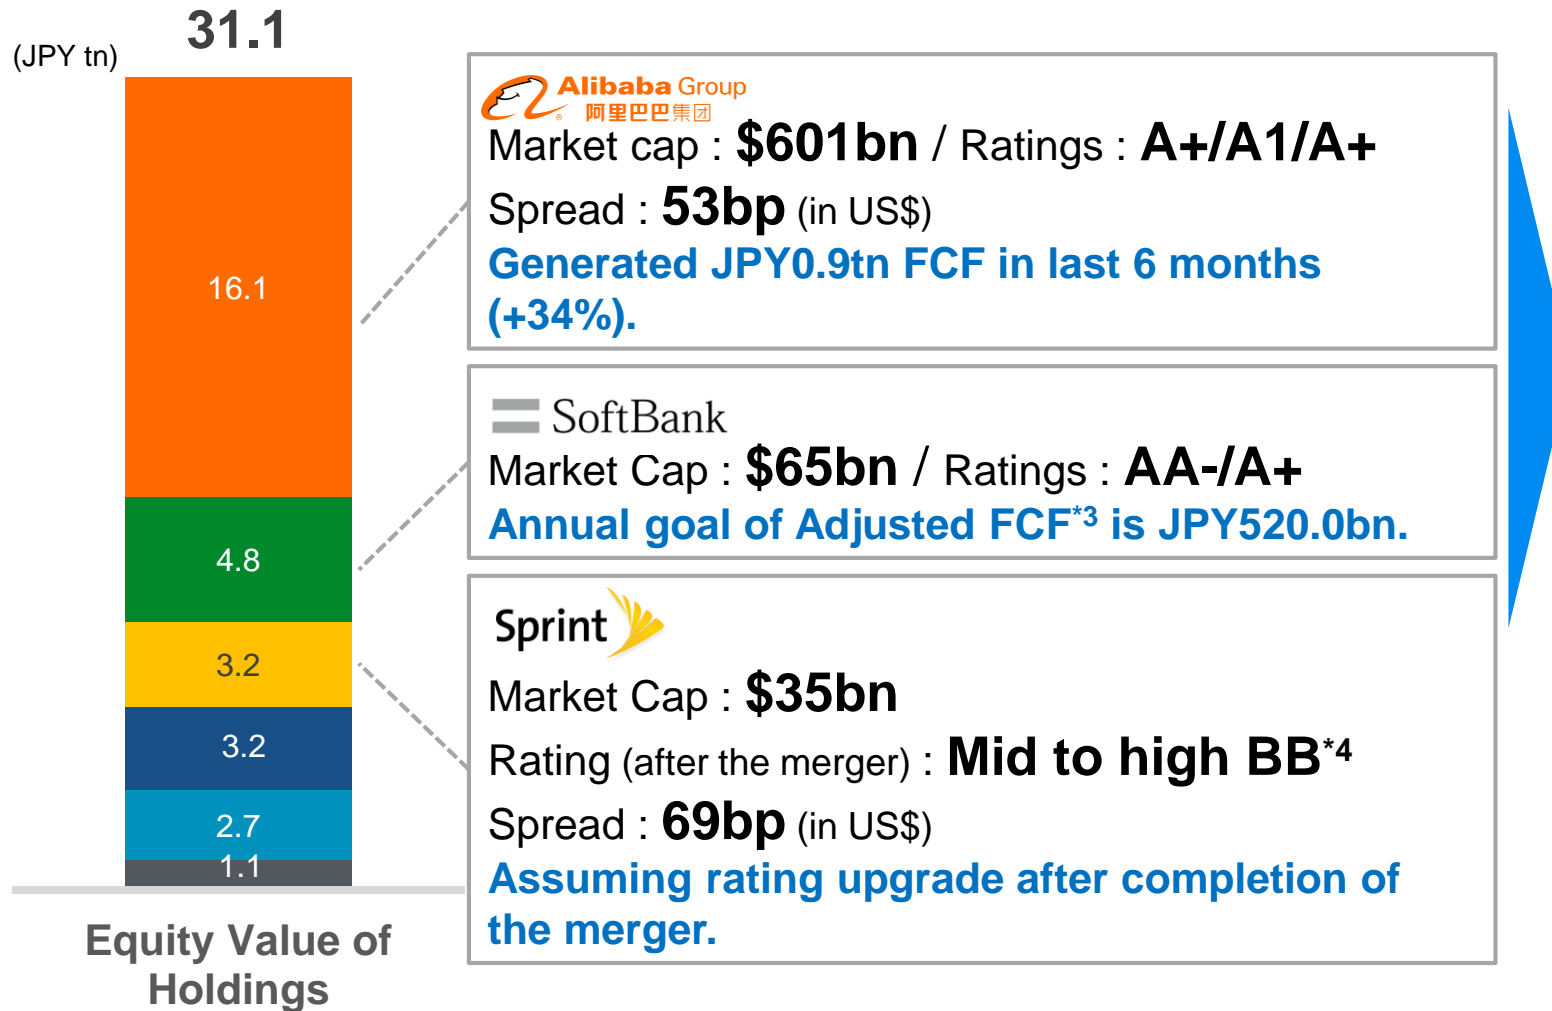 31.1
(JPY tn)
16.1
4.8
3.2
3.2
2.7
1.1
Equity Value of
Holdings
Alibaba Group
阿里巴巴集团
Market cap : $601bn / Ratings : A+/A1/A+
Spread : 53bp (in US$)
Generated JPY0.9tn FCF in last 6 months
(+34%).
SoftBank
Market Cap : $65bn / Ratings : AA-/A+
Annual goal of Adjusted FCF*3 is JPY520.0bn.
Sprint
Market Cap : $35bn
Rating (after the merger) : Mid to high BB*4
Spread : 69bp (in US$)
Assuming rating upgrade after completion of
the merger.